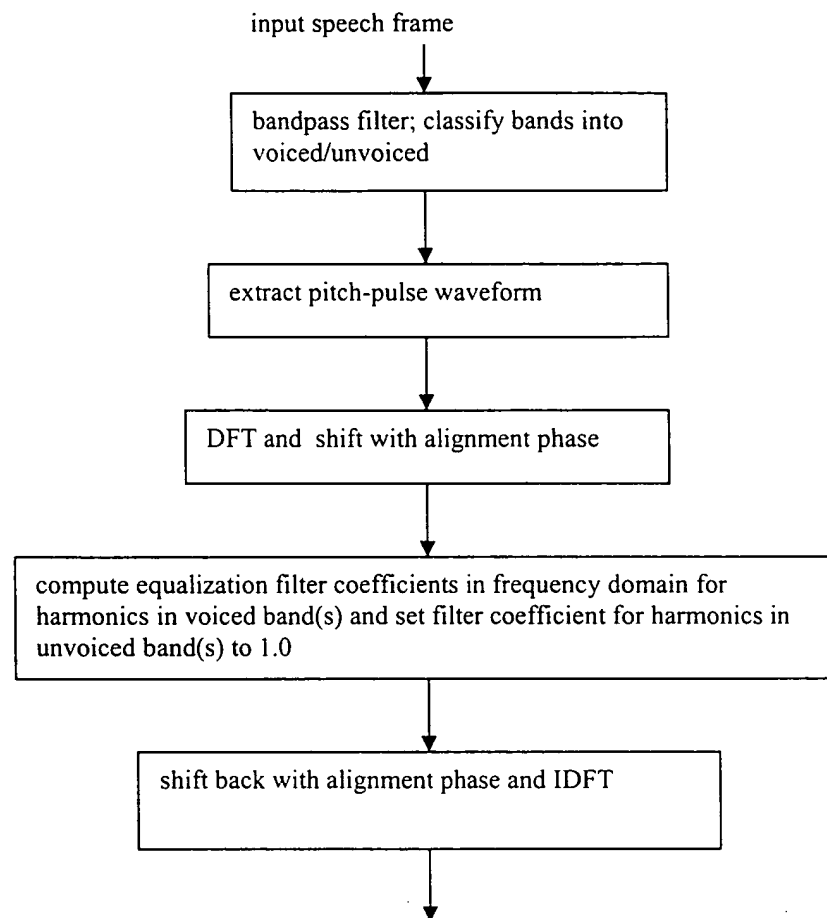 input speech frame
bandpass filter; classify bands into
voiced/unvoiced
extract pitch-pulse waveform
DFT and shift with alignment phase
compute equalization filter coefficients in frequency domain for
harmonics in voiced band(s) and set filter coefficient for harmonics in
unvoiced band(s) to 1.0
shift back with alignment phase and IDFT